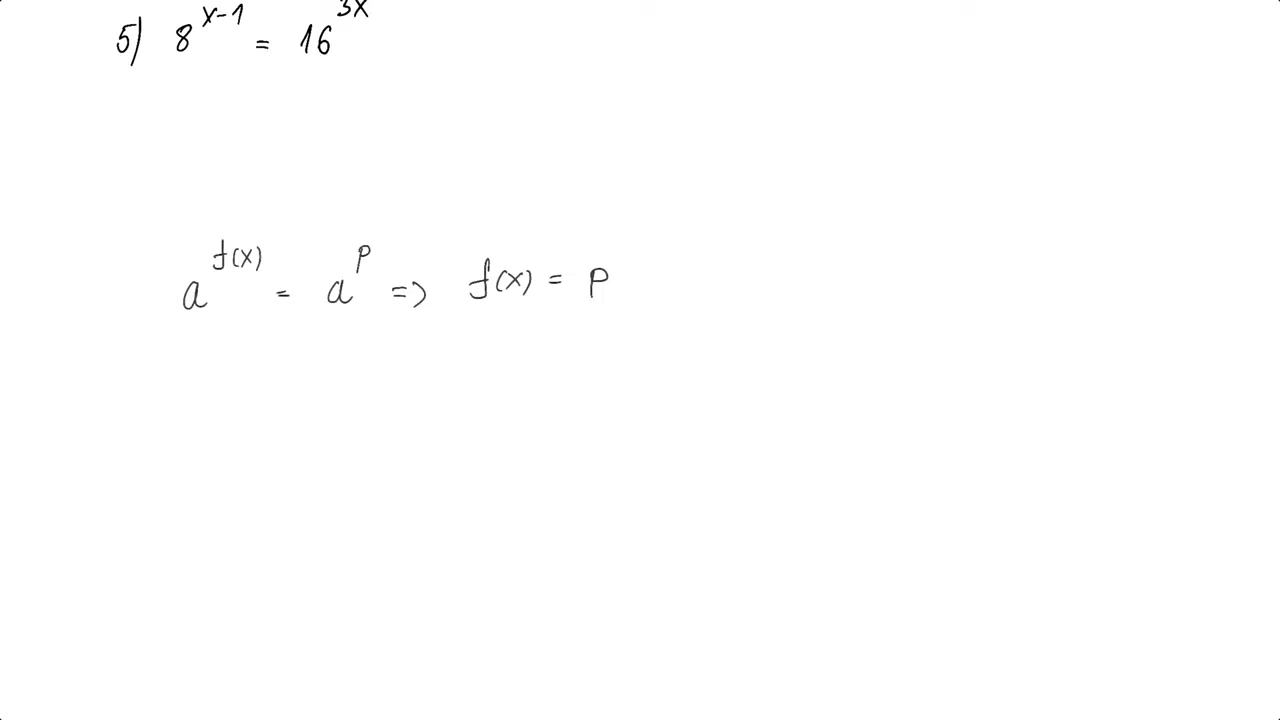 5) 8^{x-1} = 16^{3x}
a^{f(x)} = a^{p} => f(x) = p